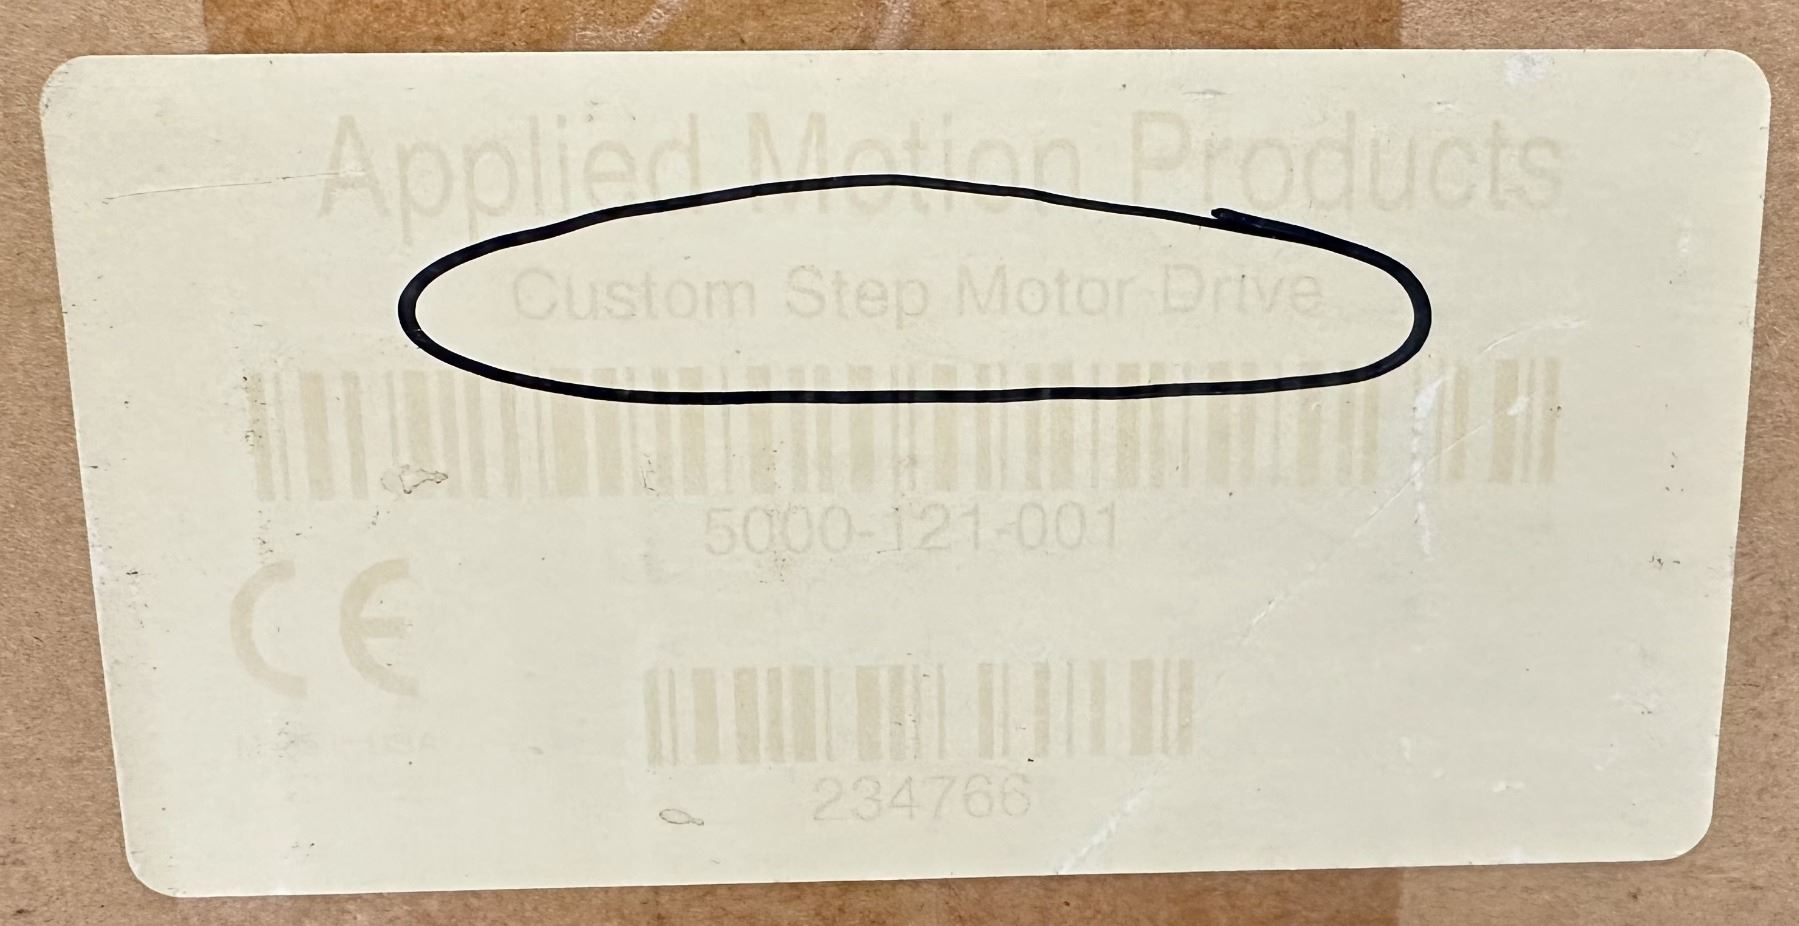 Applied Motion Products
Custom Step Motor Drive
5000-121-001
CE
234766